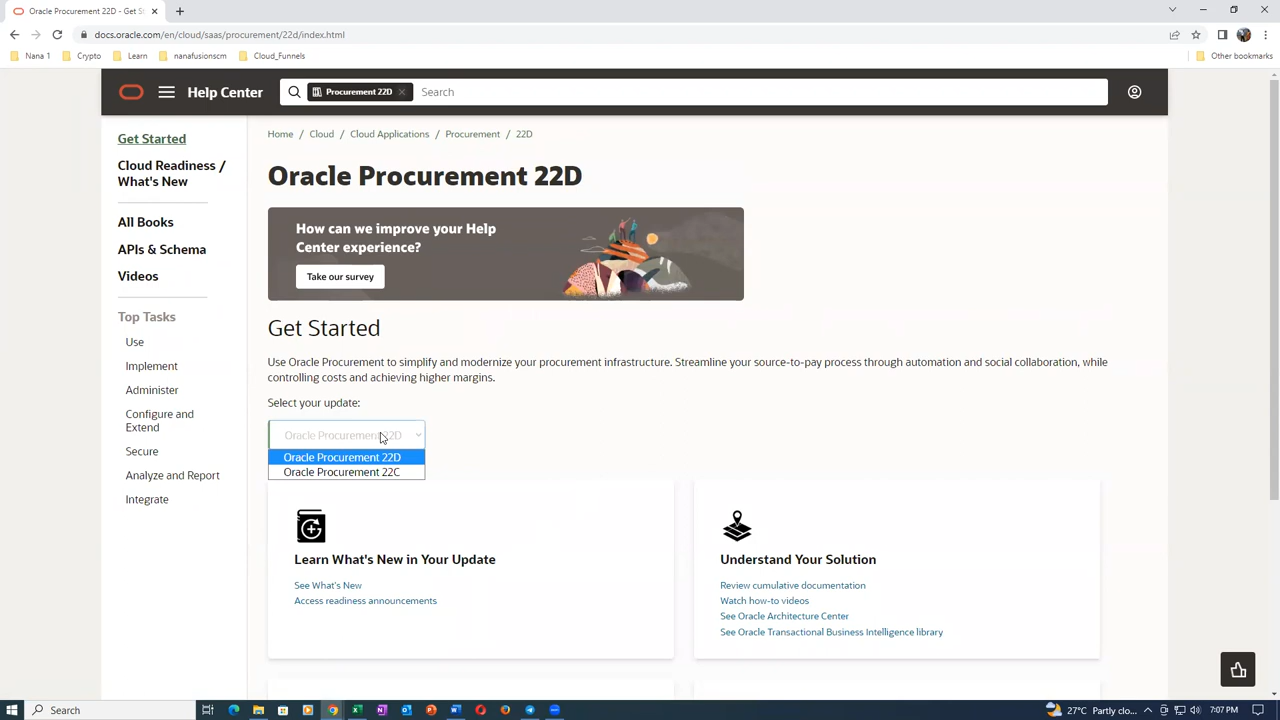 Oracle Procurement 22D - Get St
docs.oracle.com/en/cloud/saas/procurement/22d/index.html
Nana 1
Crypto
Learn
nanafusionscm
Cloud_Funnels
Other bookmarks
Help Center
Procurement 22D
Search
Get Started
Cloud Readiness /
What's New
All Books
APIs & Schema
Videos
Top Tasks
Use
Implement
Administer
Configure and
Extend
Secure
Analyze and Report
Integrate
Home / Cloud / Cloud Applications / Procurement / 22D
Oracle Procurement 22D
How can we improve your Help
Center experience?
Take our survey
Get Started
Use Oracle Procurement to simplify and modernize your procurement infrastructure. Streamline your source-to-pay process through automation and social collaboration, while
controlling costs and achieving higher margins.
Select your update:
Oracle Procurement 22D
Oracle Procurement 22D
Oracle Procurement 22C
Learn What's New in Your Update
See What's New
Access readiness announcements
Understand Your Solution
Review cumulative documentation
Watch how-to videos
See Oracle Architecture Center
See Oracle Transactional Business Intelligence library
Search
27°C Partly clo...
7:07 PM